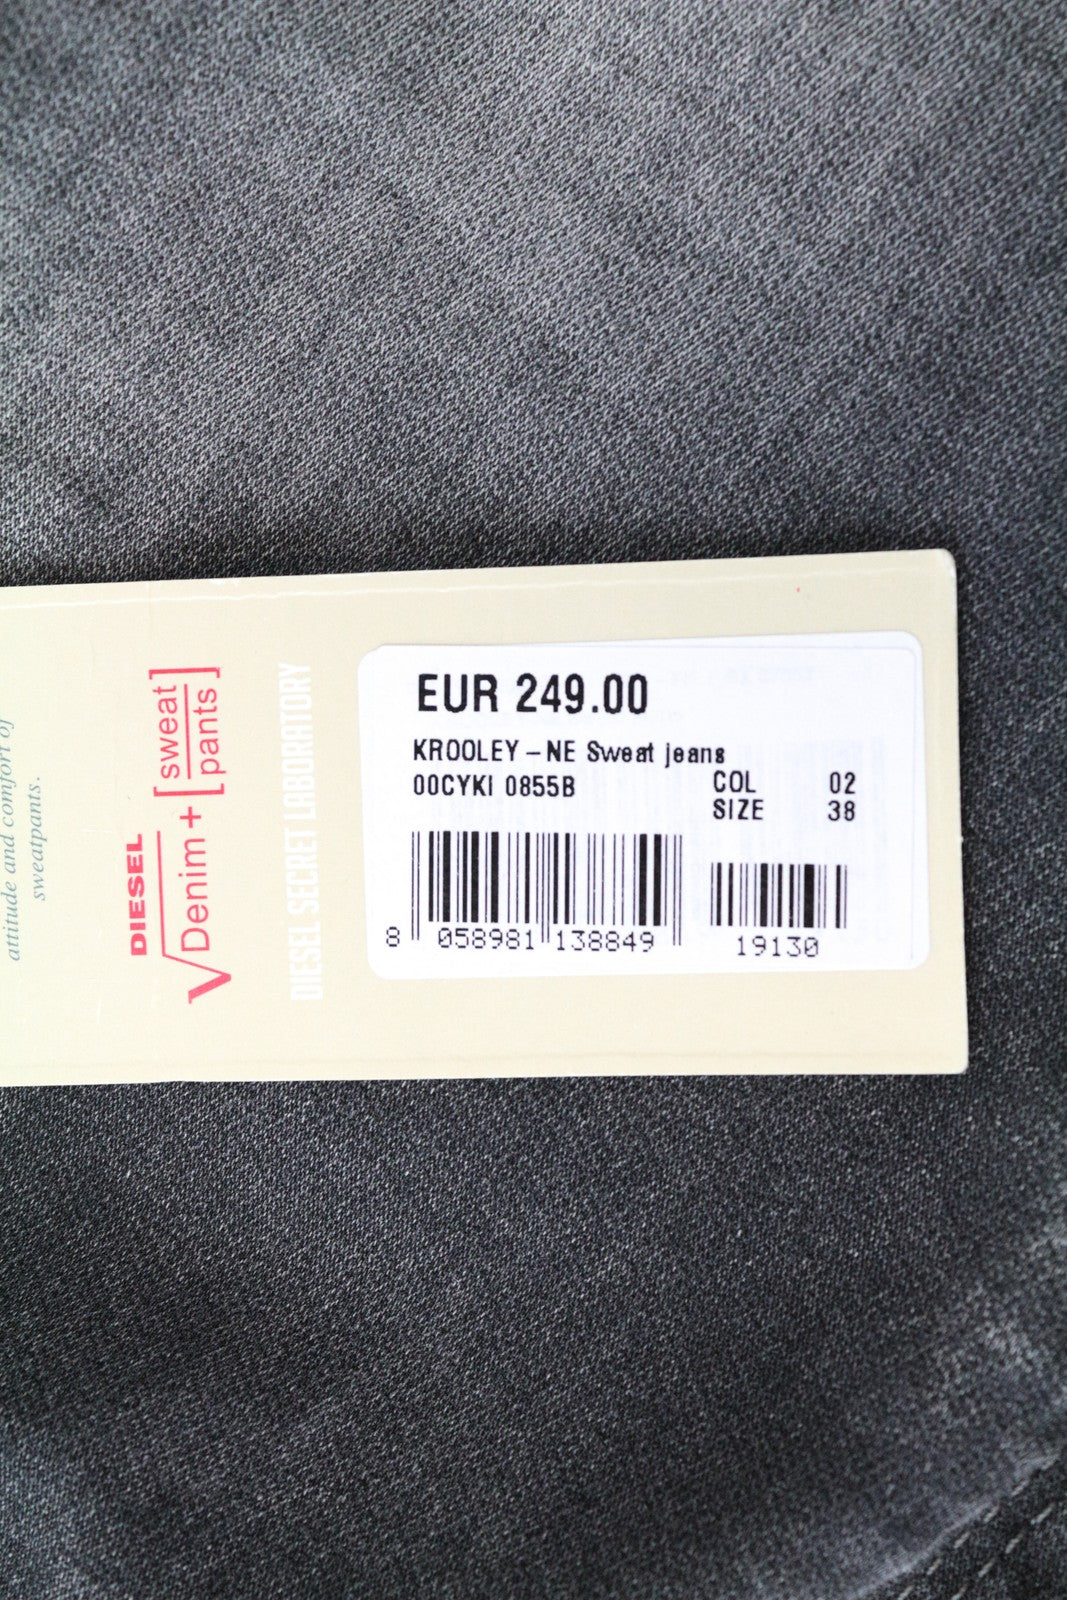 EUR 249.00
KROOLEY-NE Sweat jeans
00CYKI 0855B
COL 02
SIZE 38
8 058981 138849
19130
DIESEL SECRET LABORATORY
DIESEL
√Denim + [sweat
pants]
attitude and comfort of
sweatpants.